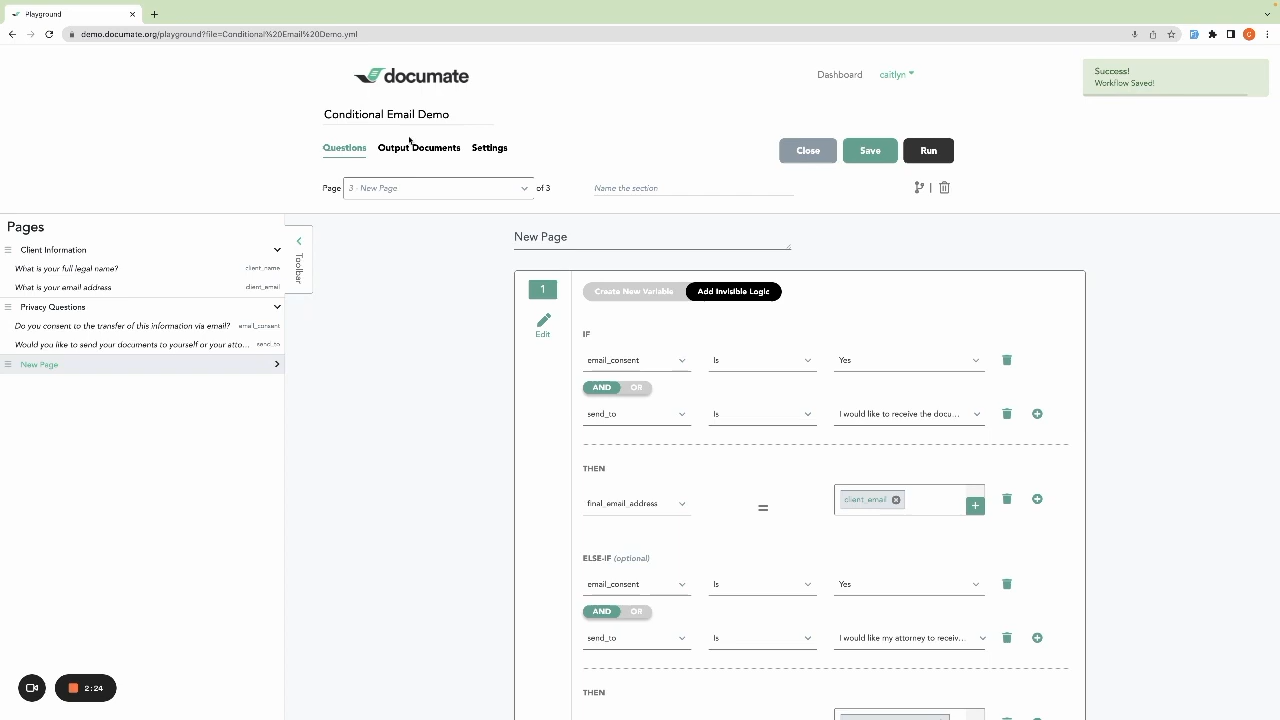 Playground
demo.documate.org/playground?file=Conditional%20Email%20Demo.yml
C
documate
Dashboard
caitlyn
Success!
Workflow Saved!
Conditional Email Demo
Questions
Output Documents
Settings
Close
Save
Run
Page
3 - New Page
of 3
Name the section
Pages
Client Information
What is your full legal name?
client_name
What is your email address
client_email
Privacy Questions
Do you consent to the transfer of this information via email?
email_consent
Would you like to send your documents to yourself or your atto...
send_to
New Page
Toolbar
New Page
1
Edit
Create New Variable
Add Invisible Logic
IF
email_consent
Is
Yes
AND
OR
send_to
Is
I would like to receive the docu...
THEN
final_email_address
=
client_email
ELSE-IF (optional)
email_consent
Is
Yes
AND
OR
send_to
Is
I would like my attorney to receiv...
THEN
2:24